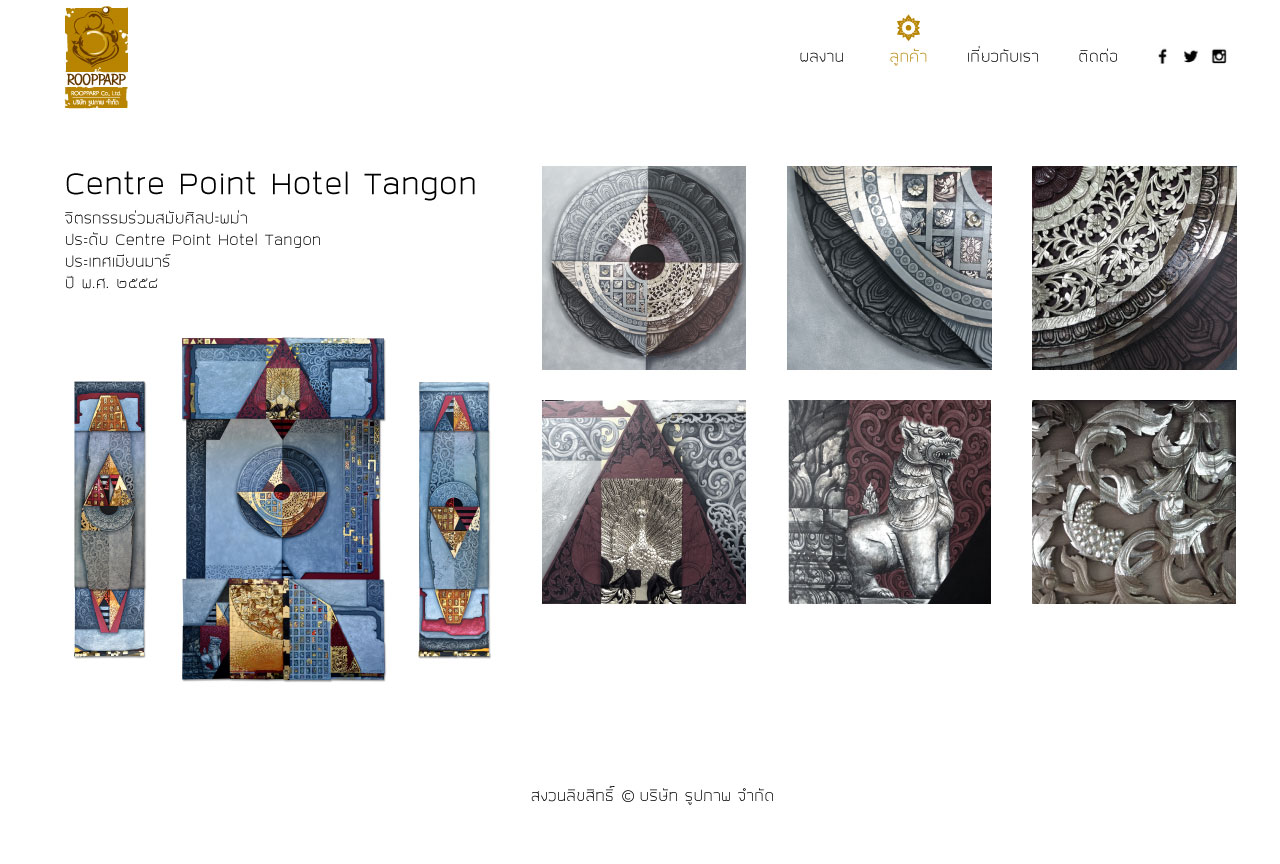 ROOPPARP
ROOPPARP Co., Ltd.
บริษัท รูปภาพ จำกัด
ผลงาน
ลูกค้า
เกี่ยวกับเรา
ติดต่อ
Centre Point Hotel Tangon
จิตรกรรมร่วมสมัยศิลปะพม่า
ประดับ Centre Point Hotel Tangon
ประเทศเมียนมาร์
ปี พ.ศ. ๒๕๕๘
สงวนลิขสิทธิ์ © บริษัท รูปภาพ จำกัด